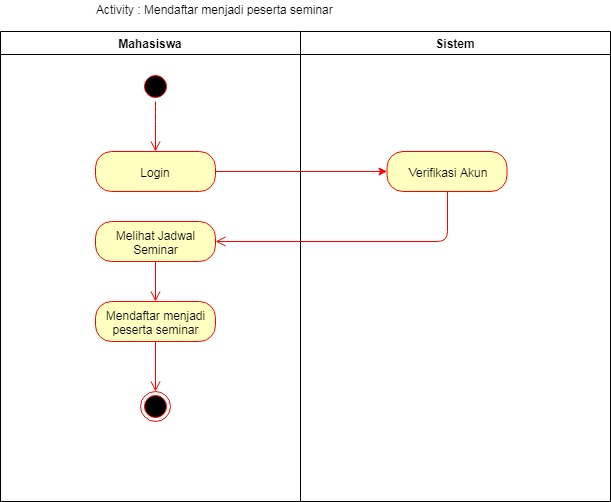 Activity : Mendaftar menjadi peserta seminar
Mahasiswa
Sistem
Login
Verifikasi Akun
Melihat Jadwal
Seminar
Mendaftar menjadi
peserta seminar